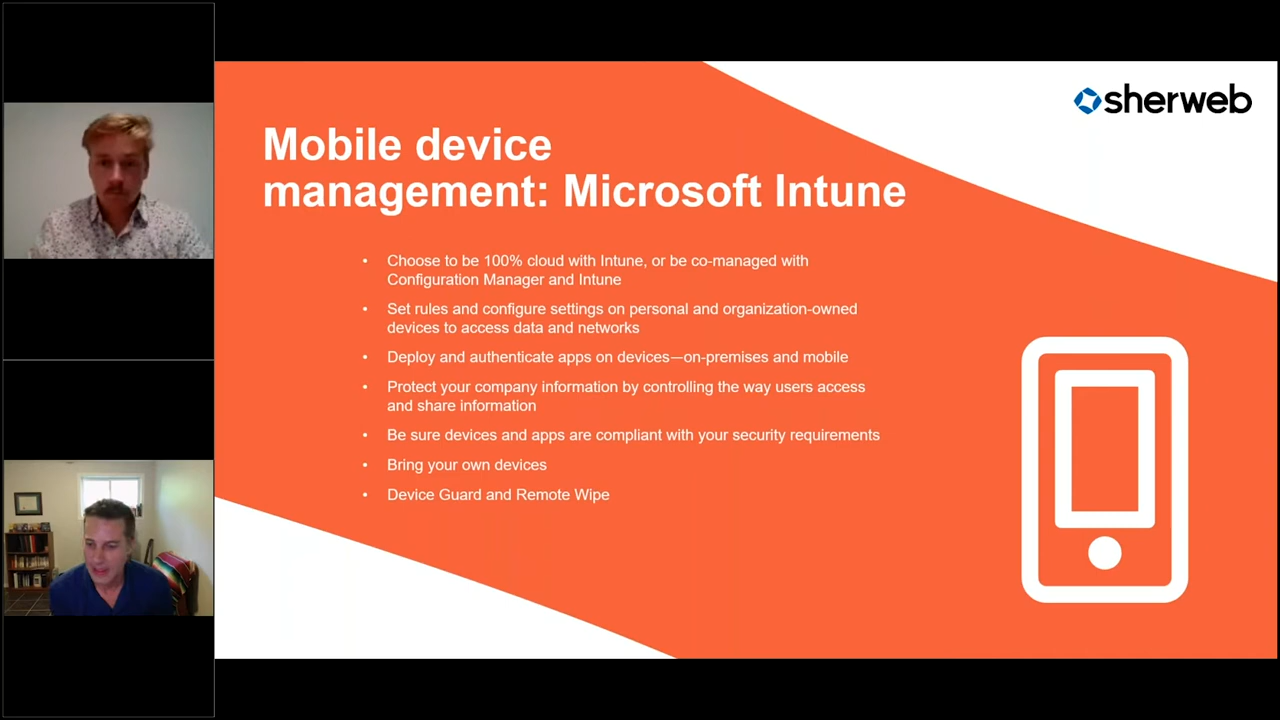 sherweb
Mobile device
management: Microsoft Intune
• Choose to be 100% cloud with Intune, or be co-managed with
Configuration Manager and Intune
• Set rules and configure settings on personal and organization-owned
devices to access data and networks
• Deploy and authenticate apps on devices—on-premises and mobile
• Protect your company information by controlling the way users access
and share information
• Be sure devices and apps are compliant with your security requirements
• Bring your own devices
• Device Guard and Remote Wipe